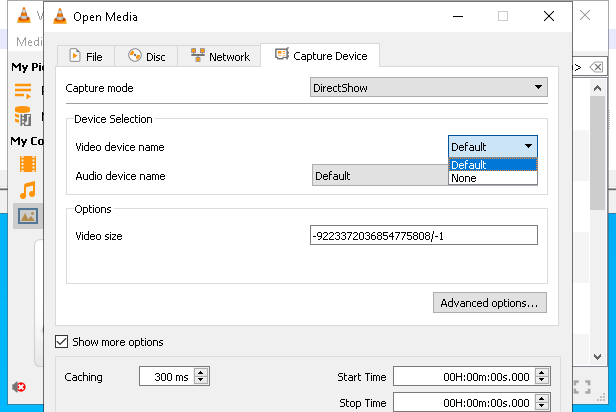 Open Media
V
Medi
File
Disc
Network
Capture Device
My Pi
>
Capture mode
DirectShow
Device Selection
My Co
Video device name
Default
Default
None
Audio device name
Default
Options
Video size
-9223372036854775808/-1
Advanced options...
Show more options
Caching
300 ms
Start Time
00H:00m:00s.000
Stop Time
00H:00m:00s.000